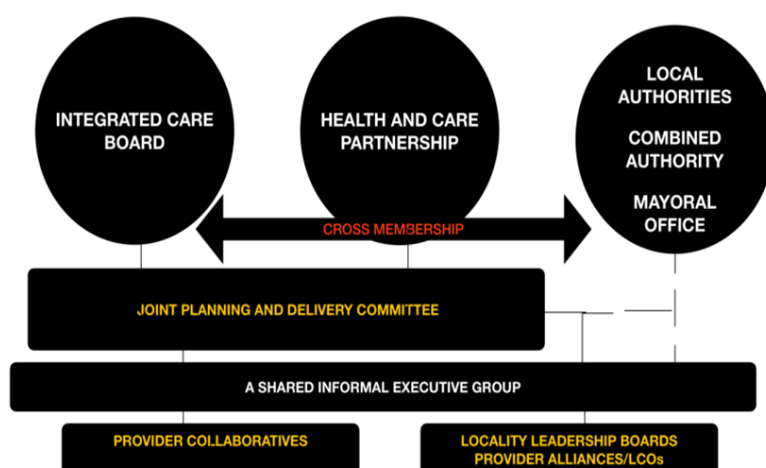 INTEGRATED CARE
BOARD
HEALTH AND CARE
PARTNERSHIP
LOCAL
AUTHORITIES
COMBINED
AUTHORITY
MAYORAL
OFFICE
CROSS MEMBERSHIP
JOINT PLANNING AND DELIVERY COMMITTEE
A SHARED INFORMAL EXECUTIVE GROUP
PROVIDER COLLABORATIVES
LOCALITY LEADERSHIP BOARDS
PROVIDER ALLIANCES/LCOs